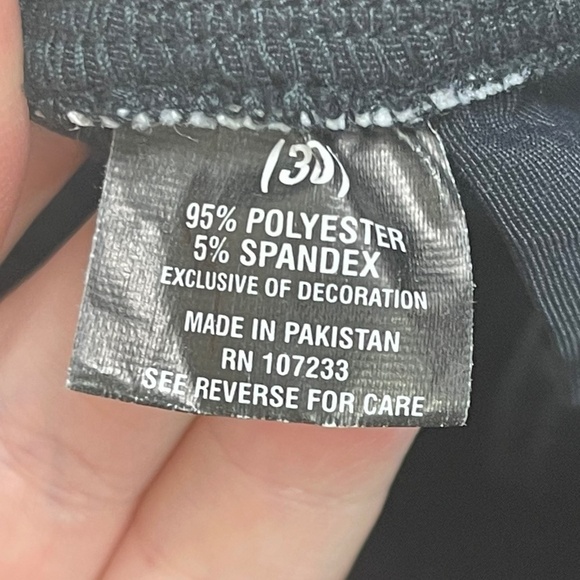 (30)
95% POLYESTER
5% SPANDEX
EXCLUSIVE OF DECORATION
MADE IN PAKISTAN
RN 107233
SEE REVERSE FOR CARE